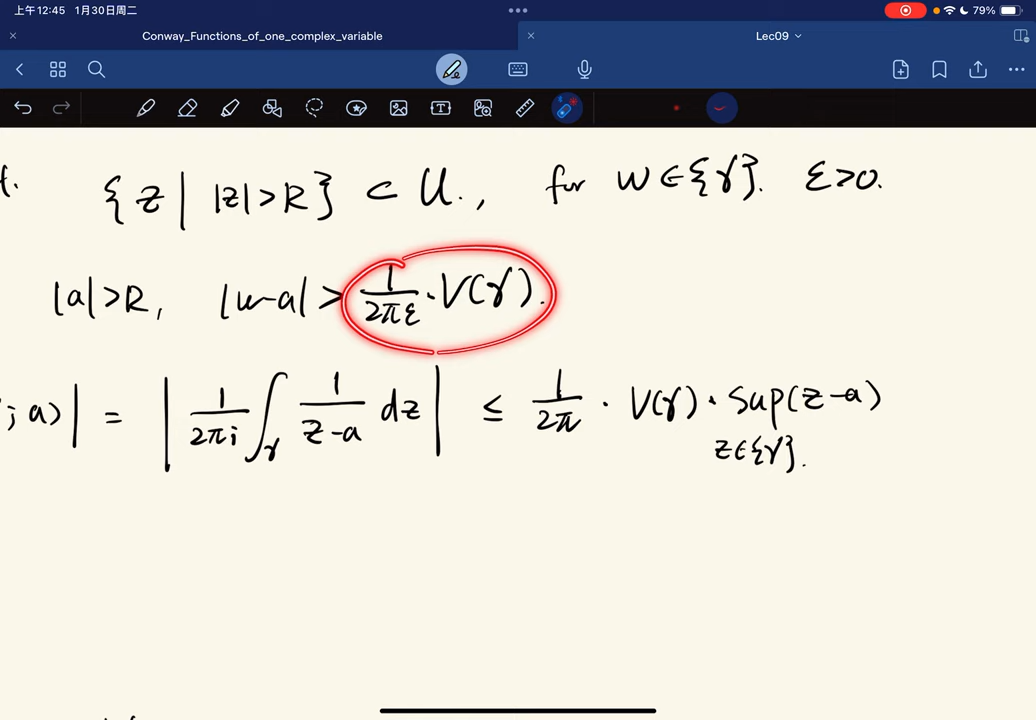 上午12:45 1月30日周二
79%
Conway_Functions_of_one_complex_variable
Lec09
f. {z | |z|>R} ⊂ U., for w∈{γ}. ε>0.
|a|>R, |w-a| > 1/2πε · V(γ).
; a)| = | 1/2πi ∫γ 1/z-a dz | ≤ 1/2π · V(γ) · Sup(z-a)
z∈{γ}.